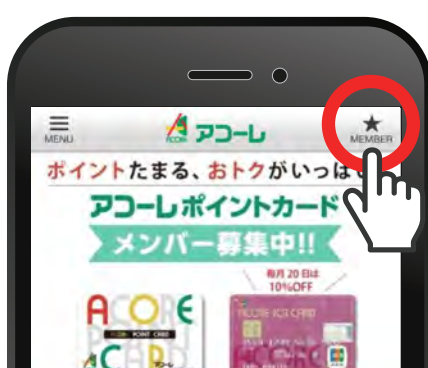 MENU
アコーレ
MEMBER
ポイントたまる、おトクがいっぱい
アコーレポイントカード
メンバー募集中!!
毎月20日は
10%OFF
ACORE
POINT CARD
ACORE JCB CARD